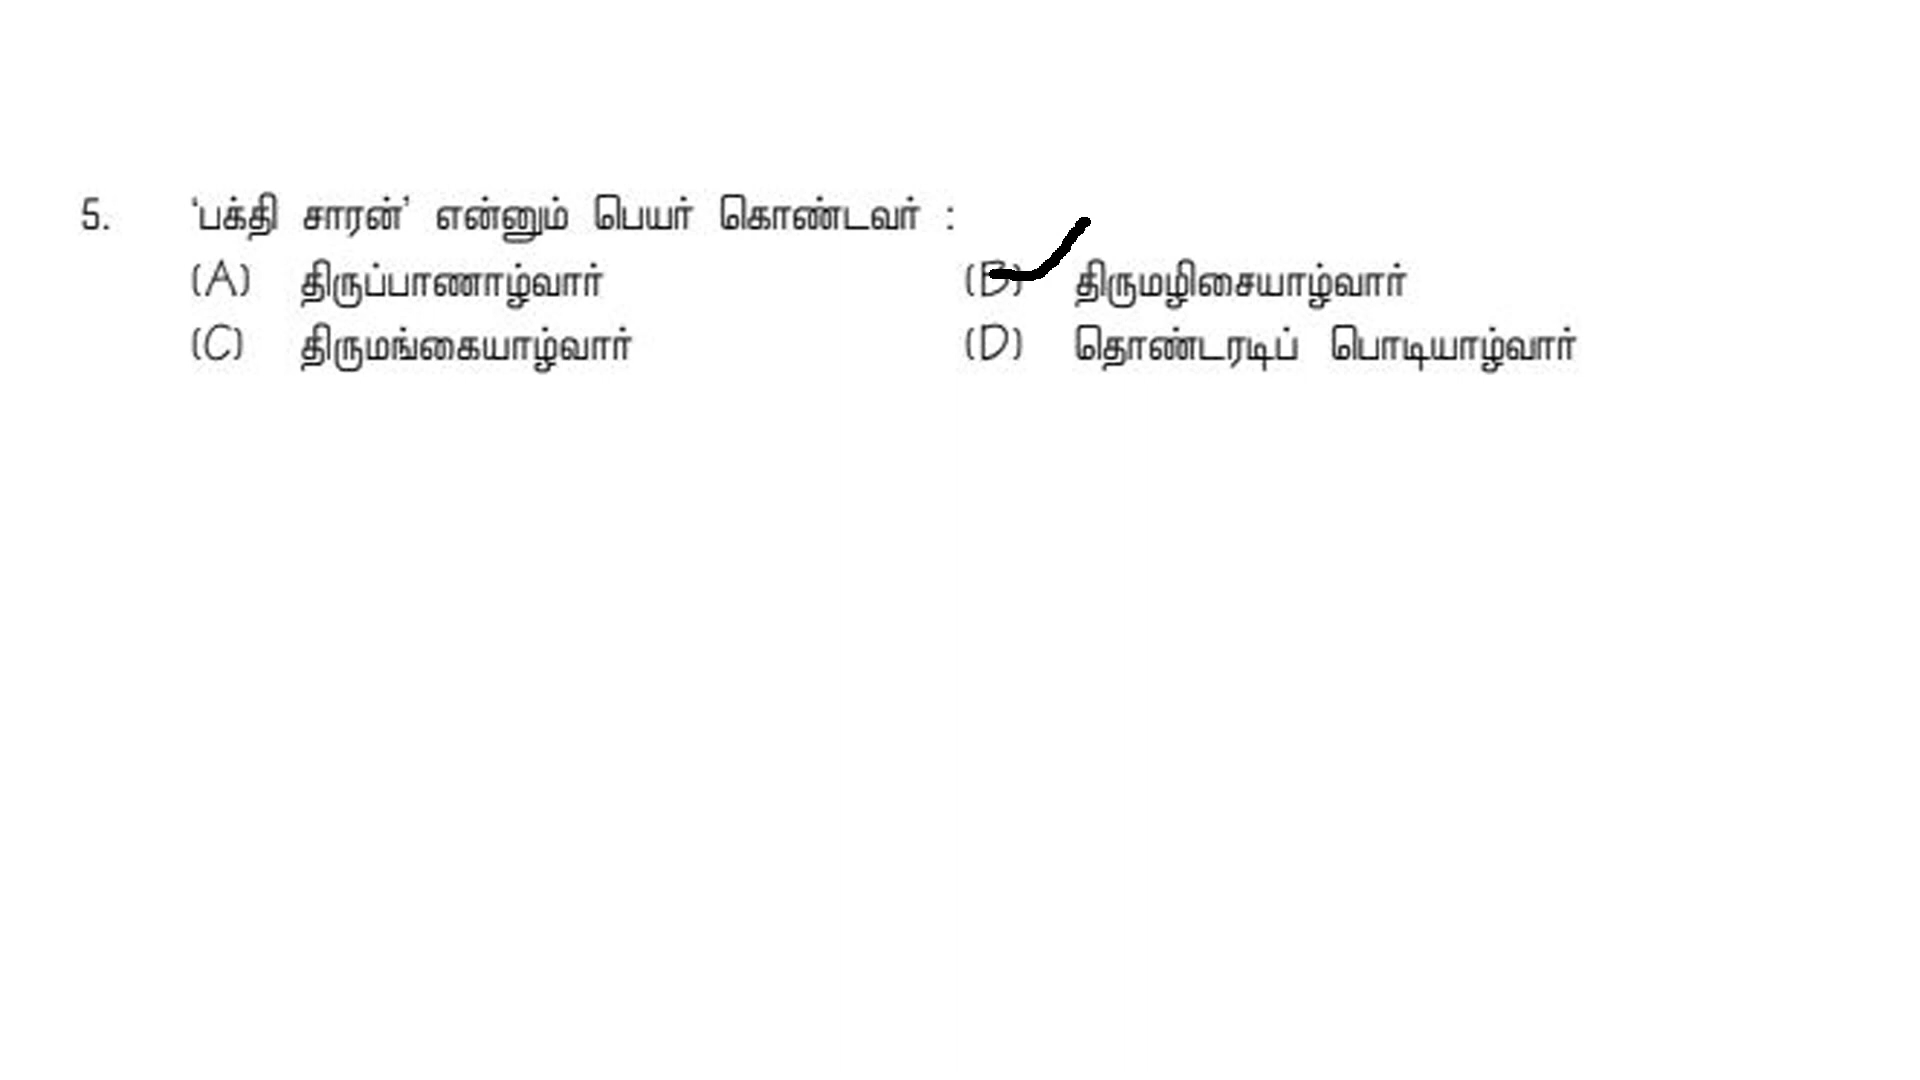 5. ‘பக்தி சாரன்’ என்னும் பெயர் கொண்டவர் :
(A) திருப்பாணாழ்வார் (B) திருமழிசையாழ்வார்
(C) திருமங்கையாழ்வார் (D) தொண்டரடிப் பொடியாழ்வார்